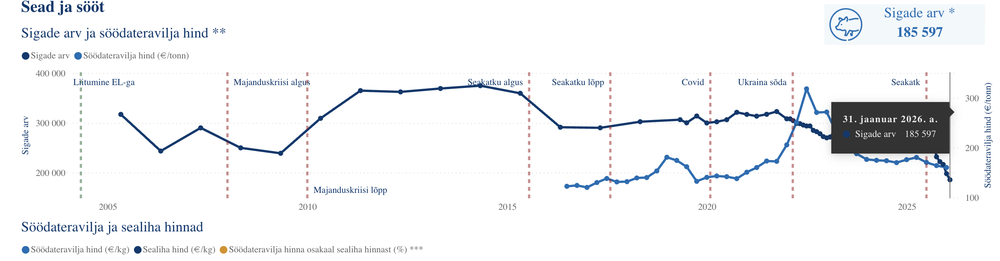 Sead ja sööt
Sigade arv *
185 597
Sigade arv ja söödateravilja hind **
Sigade arv Söödateravilja hind (€/tonn)
400 000
300 000
200 000
Sigade arv
Liitumine EL-ga
Majanduskriisi algus
Majanduskriisi lõpp
Seakatku algus
Seakatku lõpp
Covid
Ukraina sõda
Seakatk
31. jaanuar 2026. a.
Sigade arv 185 597
300
200
100
Söödateravilja hind (€/tonn)
2005 2010 2015 2020 2025
Söödateravilja ja sealiha hinnad
Söödateravilja hind (€/kg) Sealiha hind (€/kg) Söödateravilja hinna osakaal sealiha hinnast (%) ***